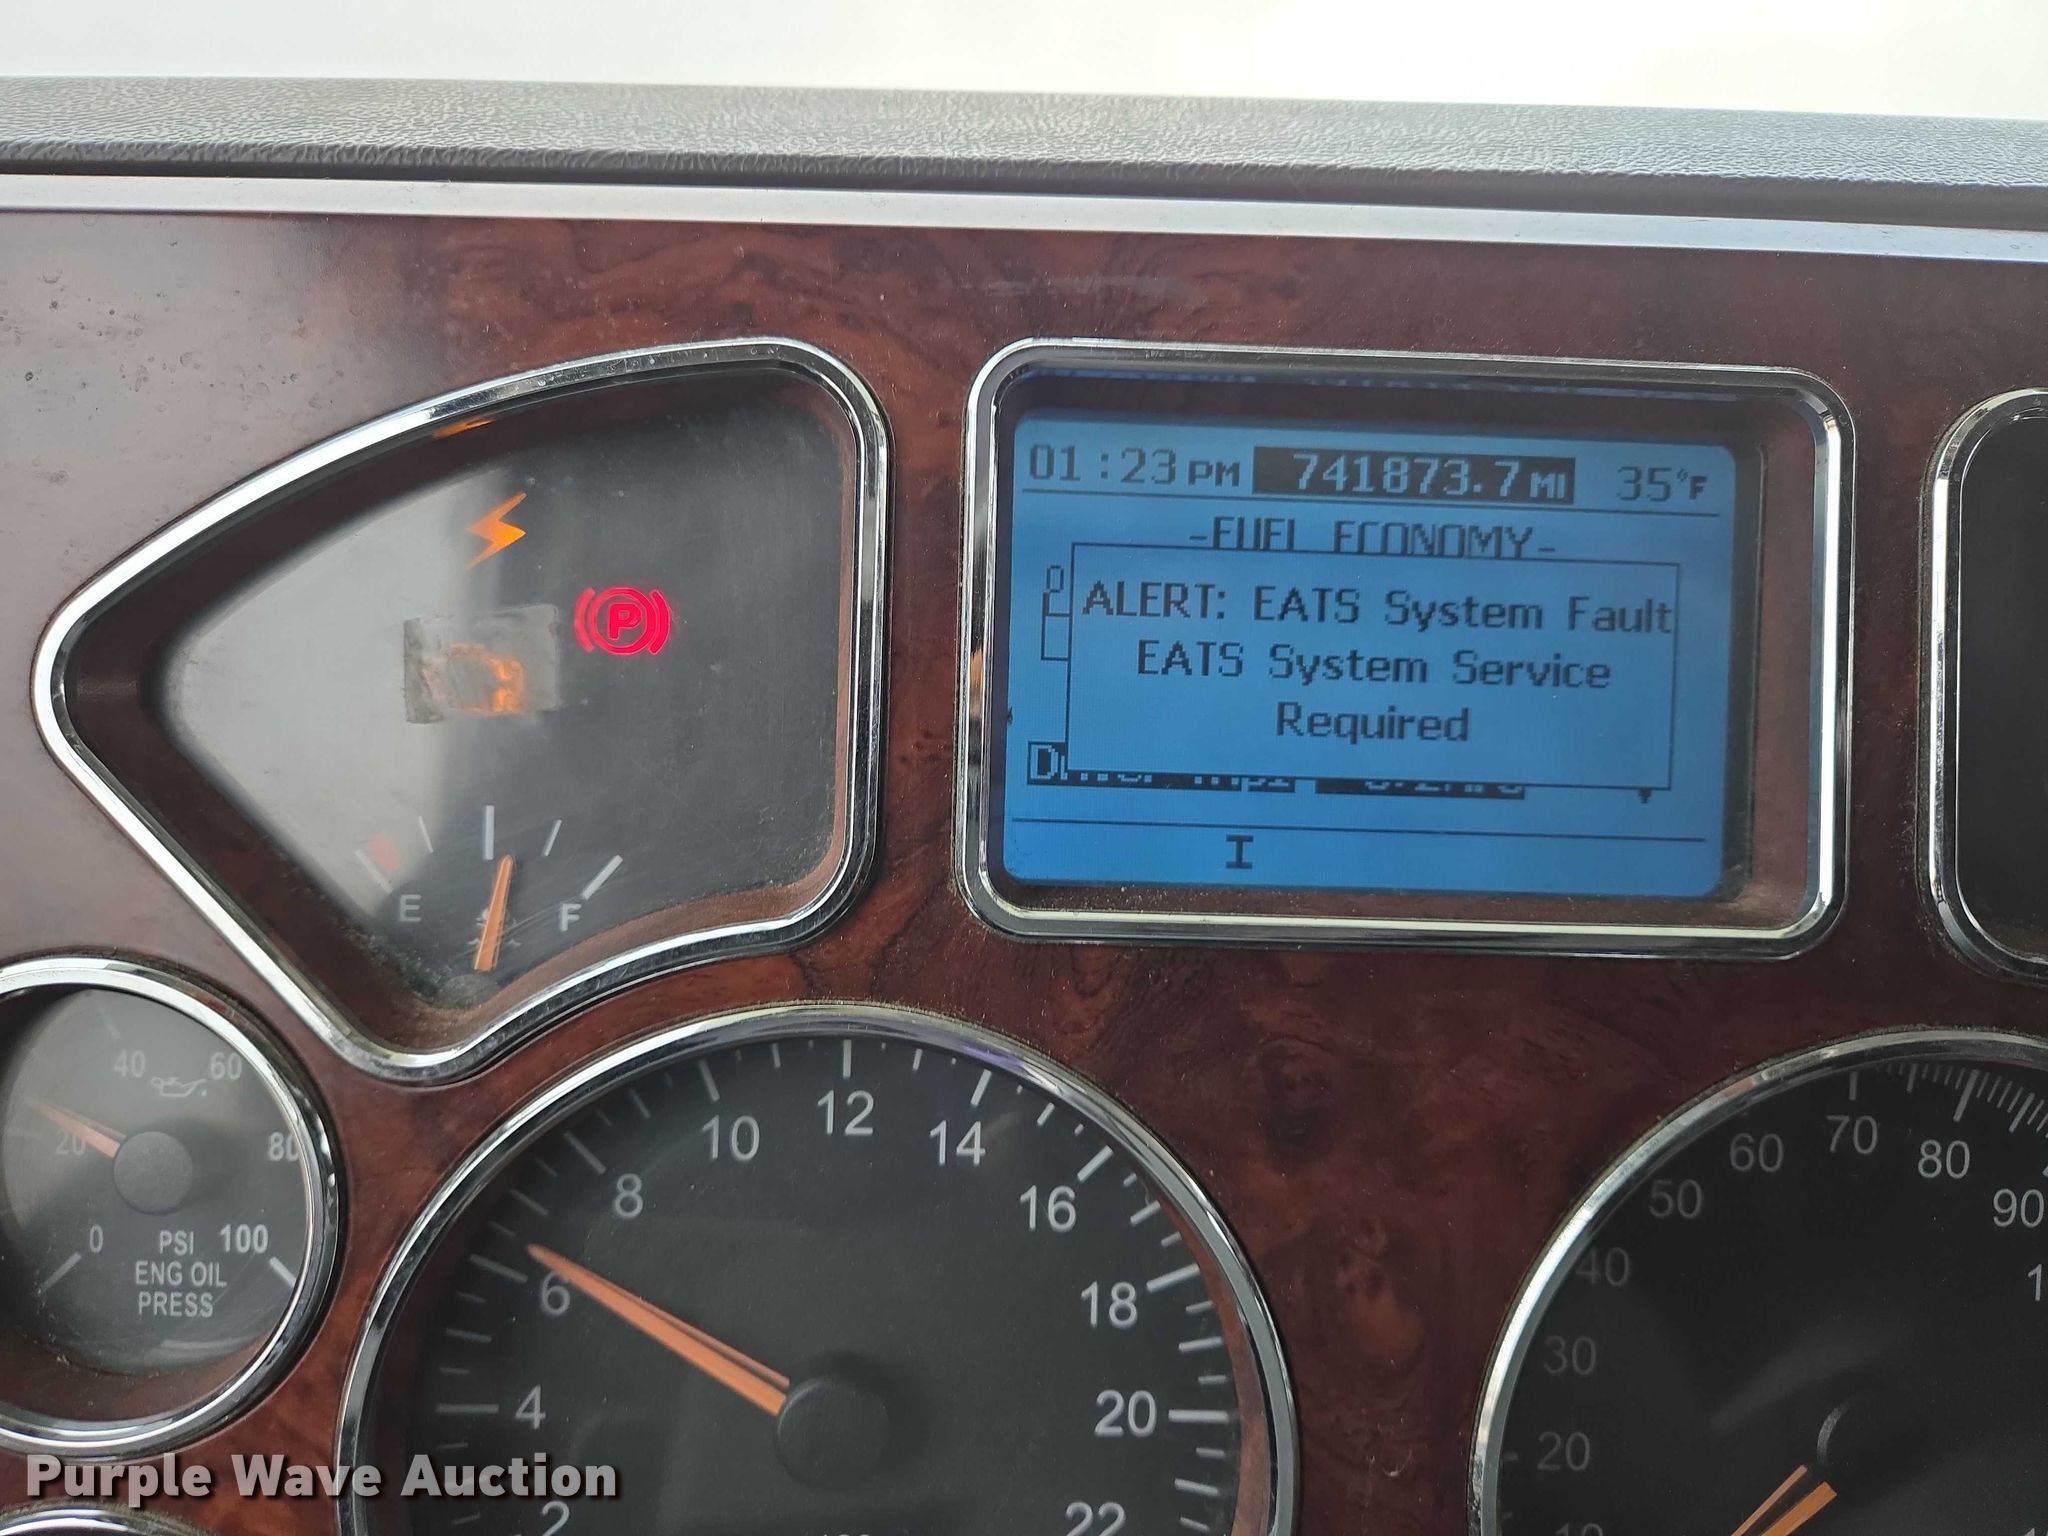 01:23 PM 741873.7 MI 35°F
-FUEL ECONOMY-
ALERT: EATS System Fault
EATS System Service
Required
I
P
E F
40 60
20 80
0 PSI 100
ENG OIL
PRESS
2 4 6 8 10 12 14 16 18 20 22
10 20 30 40 50 60 70 80 90
Purple Wave Auction